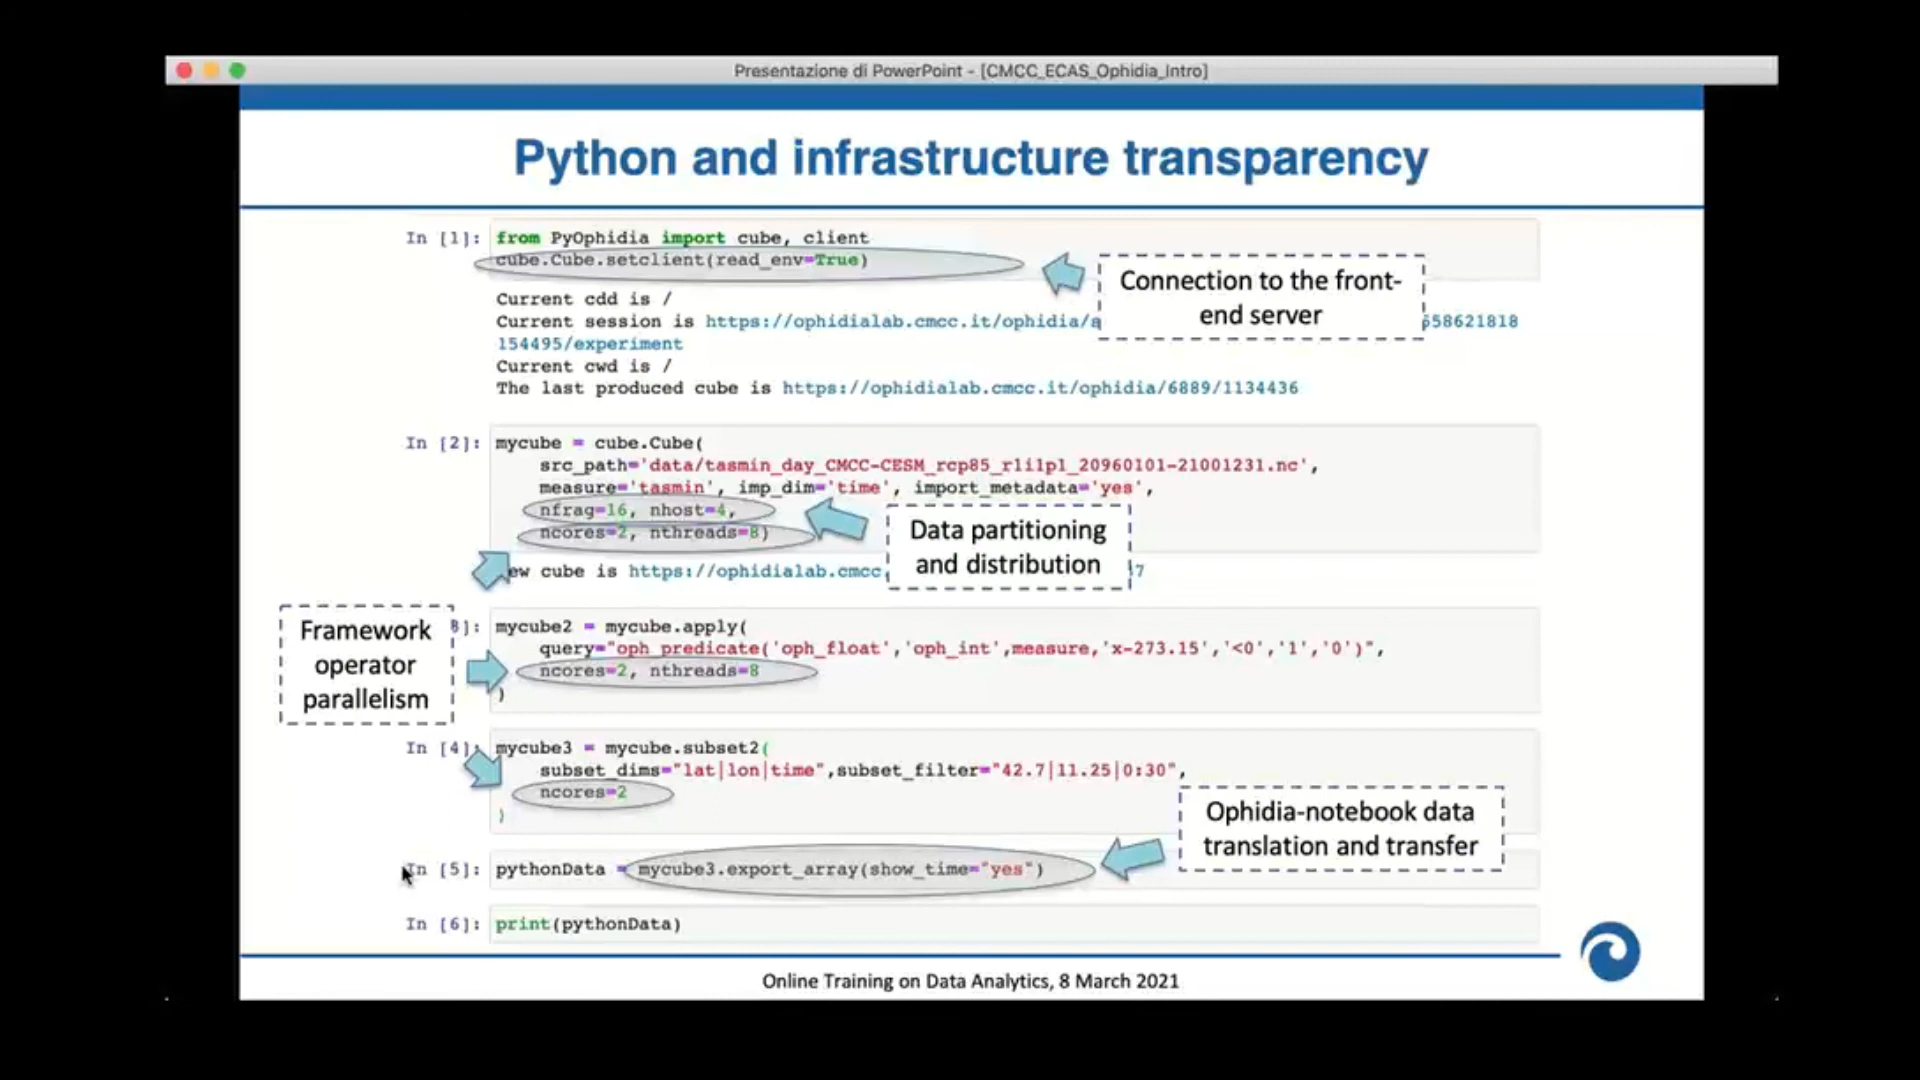 Presentazione di PowerPoint - [CMCC_ECAS_Ophidia_Intro]
Python and infrastructure transparency
In [1]: from PyOphidia import cube, client
cube.Cube.setclient(read_env=True)
Connection to the front-
end server
Current cdd is /
Current session is https://ophidialab.cmcc.it/ophidia/
58621818
154495/experiment
Current cwd is /
The last produced cube is https://ophidialab.cmcc.it/ophidia/6889/1134436
In [2]: mycube = cube.Cube(
src_path='data/tasmin_day_CMCC-CESM_rcp85_r1i1p1_20960101-21001231.nc',
measure='tasmin', imp_dim='time', import_metadata='yes',
nfrag=16, nhost=4,
ncores=2, nthreads=8)
Data partitioning
and distribution
ew cube is https://ophidialab.cmcc.
7
Framework
operator
parallelism
]: mycube2 = mycube.apply(
query="oph_predicate('oph_float','oph_int',measure,'x-273.15','<0','1','0')",
ncores=2, nthreads=8
)
In [4]: mycube3 = mycube.subset2(
subset_dims="lat|lon|time",subset_filter="42.7|11.25|0:30",
ncores=2
)
Ophidia-notebook data
translation and transfer
In [5]: pythonData = mycube3.export_array(show_time="yes")
In [6]: print(pythonData)
Online Training on Data Analytics, 8 March 2021